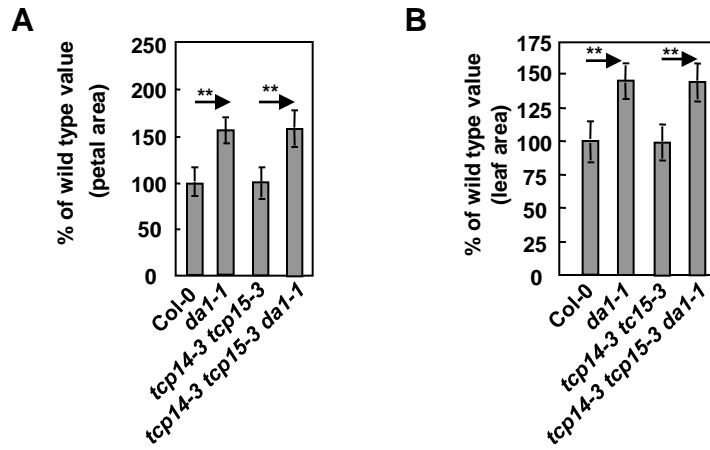 A
% of wild type value
(petal area)
250
200
150
100
50
0
**
**
Col-0
da1-1
tcp14-3 tcp15-3
tcp14-3 tcp15-3 da1-1
B
% of wild type value
(leaf area)
175
150
125
100
75
50
25
0
**
**
Col-0
da1-1
tcp14-3 tc15-3
tcp14-3 tcp15-3 da1-1